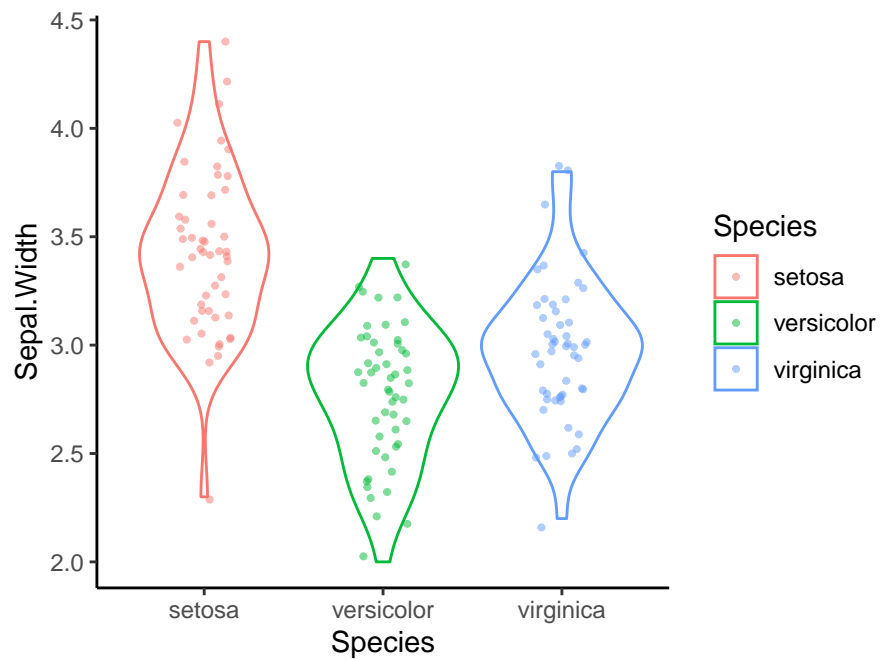 4.5
4.0
3.5
3.0
2.5
2.0
Sepal.Width
setosa
versicolor
virginica
Species
Species
setosa
versicolor
virginica